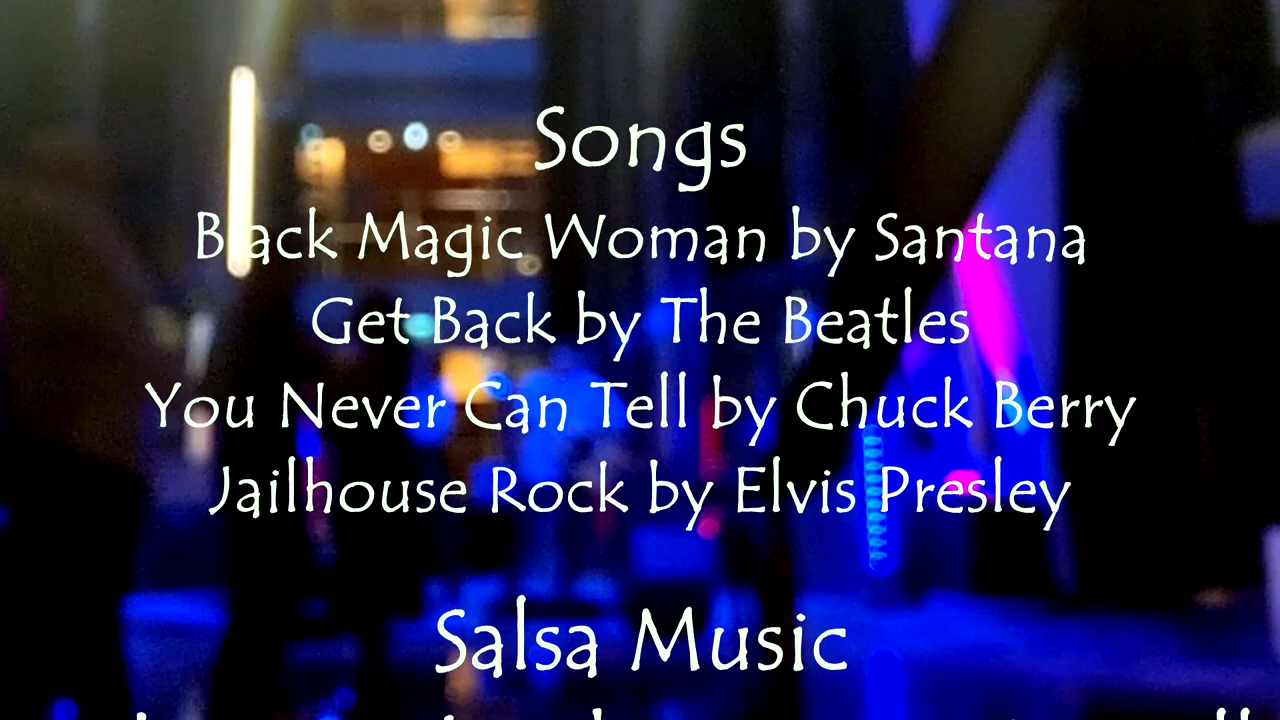 Songs
Black Magic Woman by Santana
Get Back by The Beatles
You Never Can Tell by Chuck Berry
Jailhouse Rock by Elvis Presley
Salsa Music